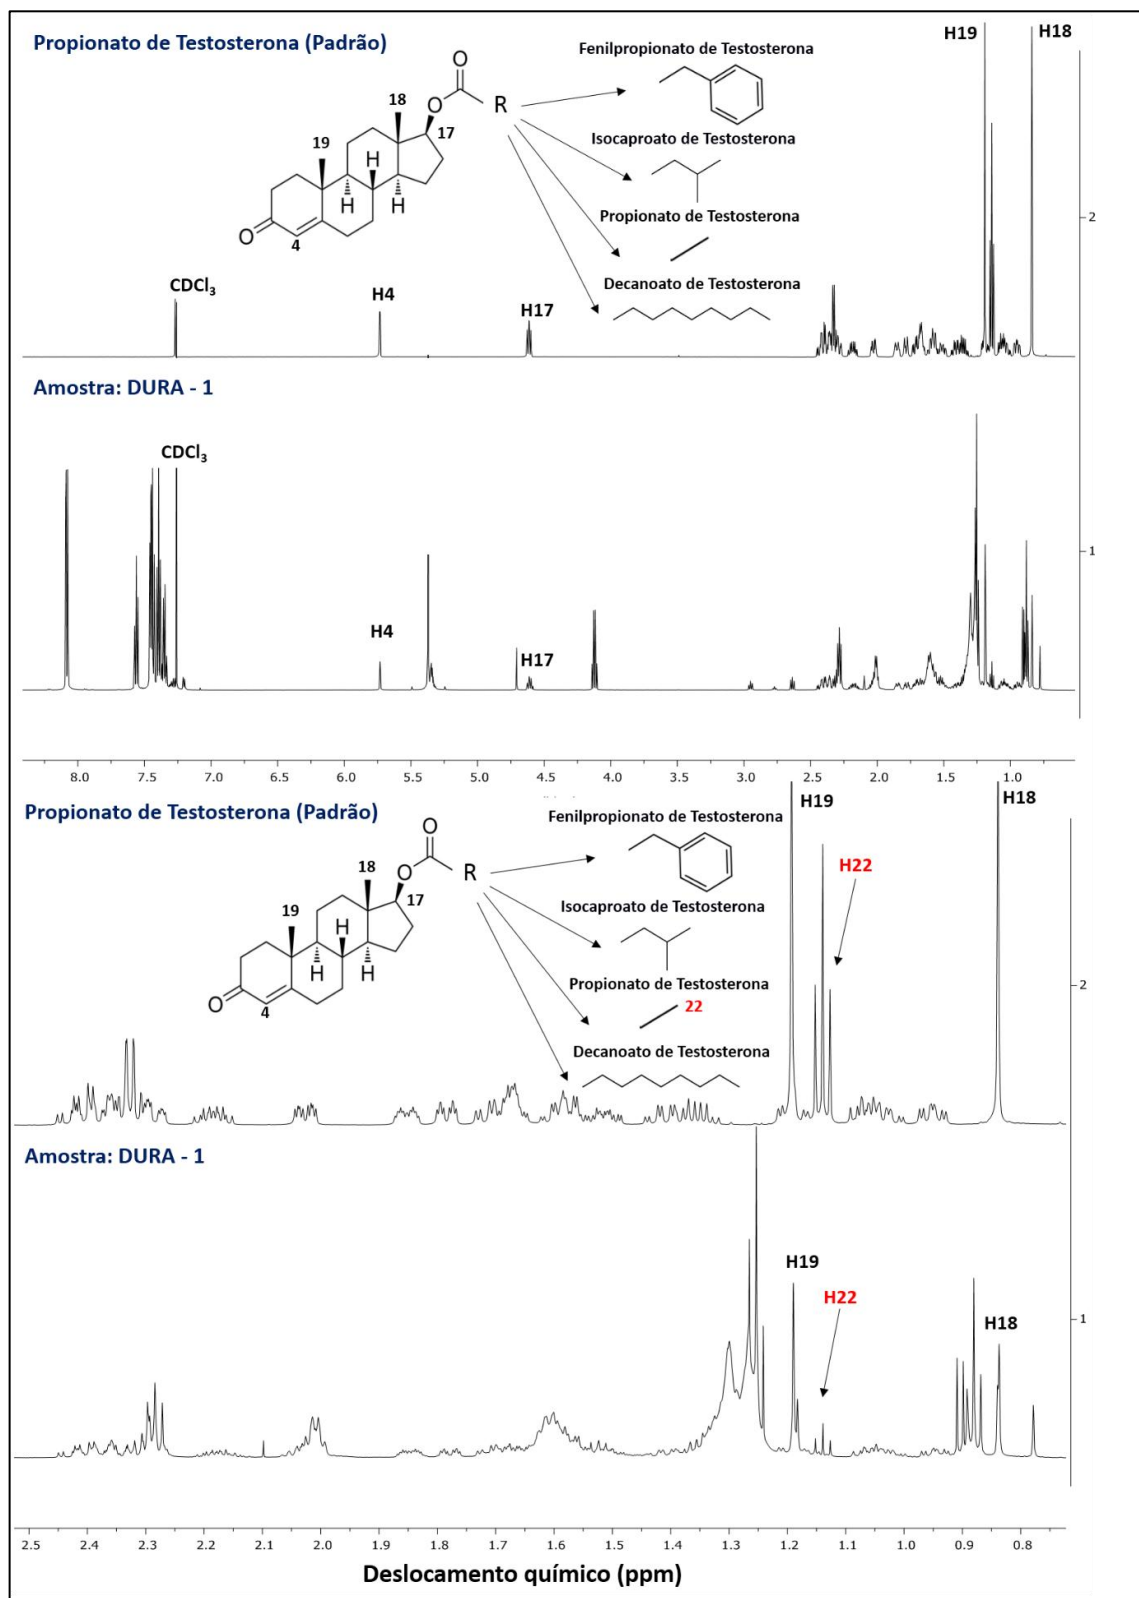 Propionato de Testosterona (Padrão)
Fenilpropionato de Testosterona
H19
H18
O
18
O
R
17
Isocaproato de Testosterona
19
H
H
H
Propionato de Testosterona
2
O
4
Decanoato de Testosterona
CDCl3
H4
H17
Amostra: DURA - 1
CDCl3
1
H4
H17
8.0 7.5 7.0 6.5 6.0 5.5 5.0 4.5 4.0 3.5 3.0 2.5 2.0 1.5 1.0
Propionato de Testosterona (Padrão)
Fenilpropionato de Testosterona
H19
H18
O
18
O
R
17
H22
Isocaproato de Testosterona
19
H
H
H
Propionato de Testosterona
22
2
O
4
Decanoato de Testosterona
Amostra: DURA - 1
H19
H22
H18
1
2.5 2.4 2.3 2.2 2.1 2.0 1.9 1.8 1.7 1.6 1.5 1.4 1.3 1.2 1.1 1.0 0.9 0.8
Deslocamento químico (ppm)